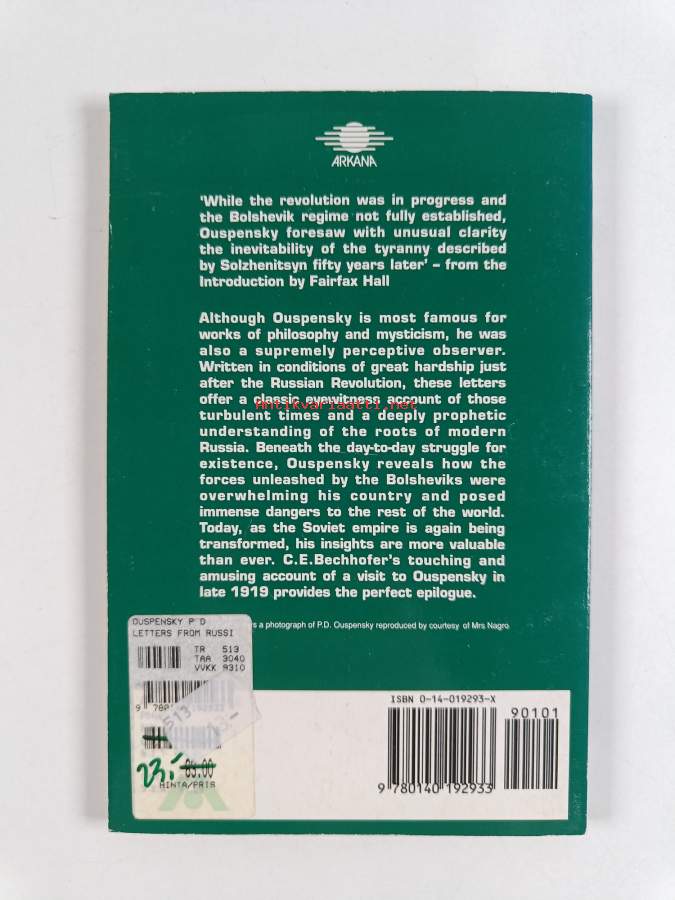 ARKANA
'While the revolution was in progress and
the Bolshevik regime not fully established,
Ouspensky foresaw with unusual clarity
the inevitability of the tyranny described
by Solzhenitsyn fifty years later' – from the
Introduction by Fairfax Hall
Although Ouspensky is most famous for
works of philosophy and mysticism, he was
also a supremely perceptive observer.
Written in conditions of great hardship just
after the Russian Revolution, these letters
offer a classic eyewitness account of those
Antikvariaatti.net
turbulent times and a deeply prophetic
understanding of the roots of modern
Russia. Beneath the day-to-day struggle for
existence, Ouspensky reveals how the
forces unleashed by the Bolsheviks were
overwhelming his country and posed
immense dangers to the rest of the world.
Today, as the Soviet empire is again being
transformed, his insights are more valuable
than ever. C.E.Bechhofer's touching and
amusing account of a visit to Ouspensky in
late 1919 provides the perfect epilogue.
a photograph of P.D. Ouspensky reproduced by courtesy of Mrs Nagro
OUSPENSKY P D
LETTERS FROM RUSSI
TR 513
TAA 3040
VVKK 9310
513
23,- 85.00
HINTA/PRIS
ISBN 0-14-019293-X
90101
9 780140 192933